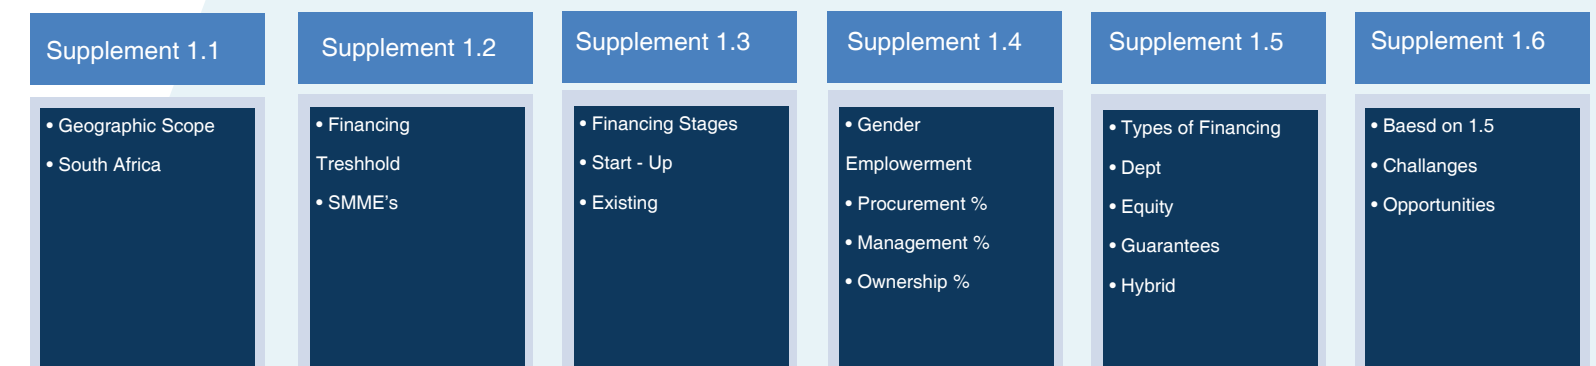 Supplement 1.1
• Geographic Scope
• South Africa
Supplement 1.2
• Financing
Treshhold
• SMME's
Supplement 1.3
• Financing Stages
• Start - Up
• Existing
Supplement 1.4
• Gender
Emplowerment
• Procurement %
• Management %
• Ownership %
Supplement 1.5
• Types of Financing
• Dept
• Equity
• Guarantees
• Hybrid
Supplement 1.6
• Baesd on 1.5
• Challanges
• Opportunities